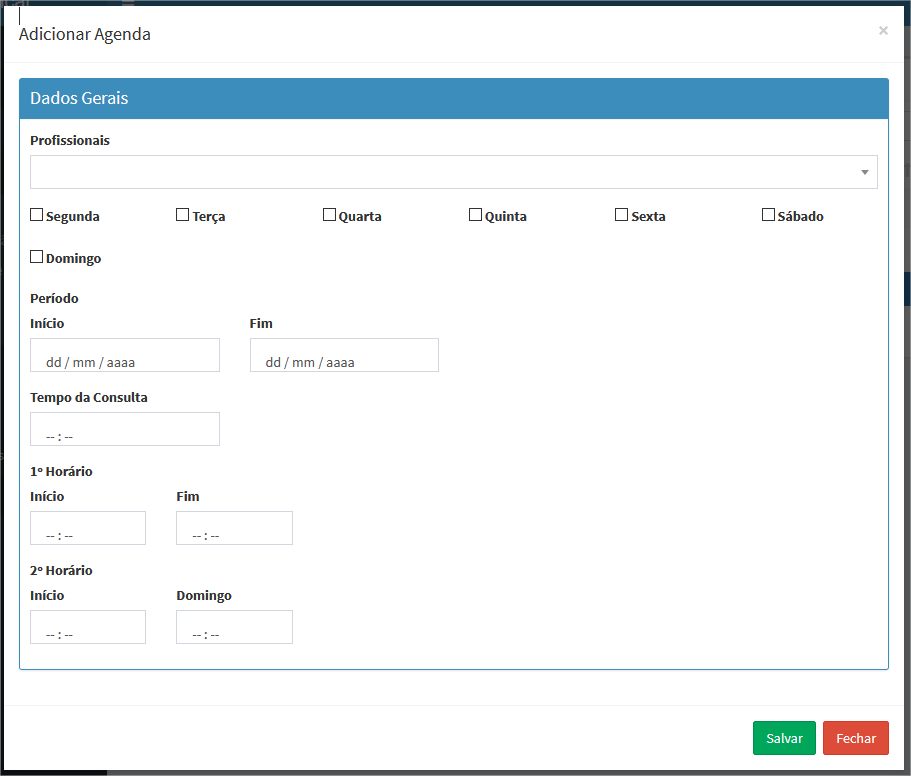 Adicionar Agenda ×
Dados Gerais
Profissionais
Segunda Terça Quarta Quinta Sexta Sábado
Domingo
Período
Início Fim
dd / mm / aaaa dd / mm / aaaa
Tempo da Consulta
-- : --
1º Horário
Início Fim
-- : -- -- : --
2º Horário
Início Domingo
-- : -- -- : --
Salvar Fechar